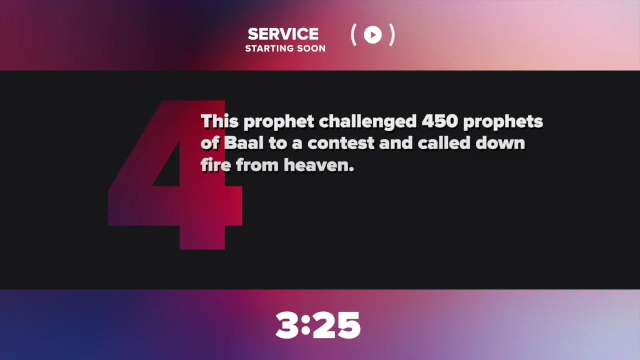 SERVICE
STARTING SOON
4
This prophet challenged 450 prophets
of Baal to a contest and called down
fire from heaven.
3:25